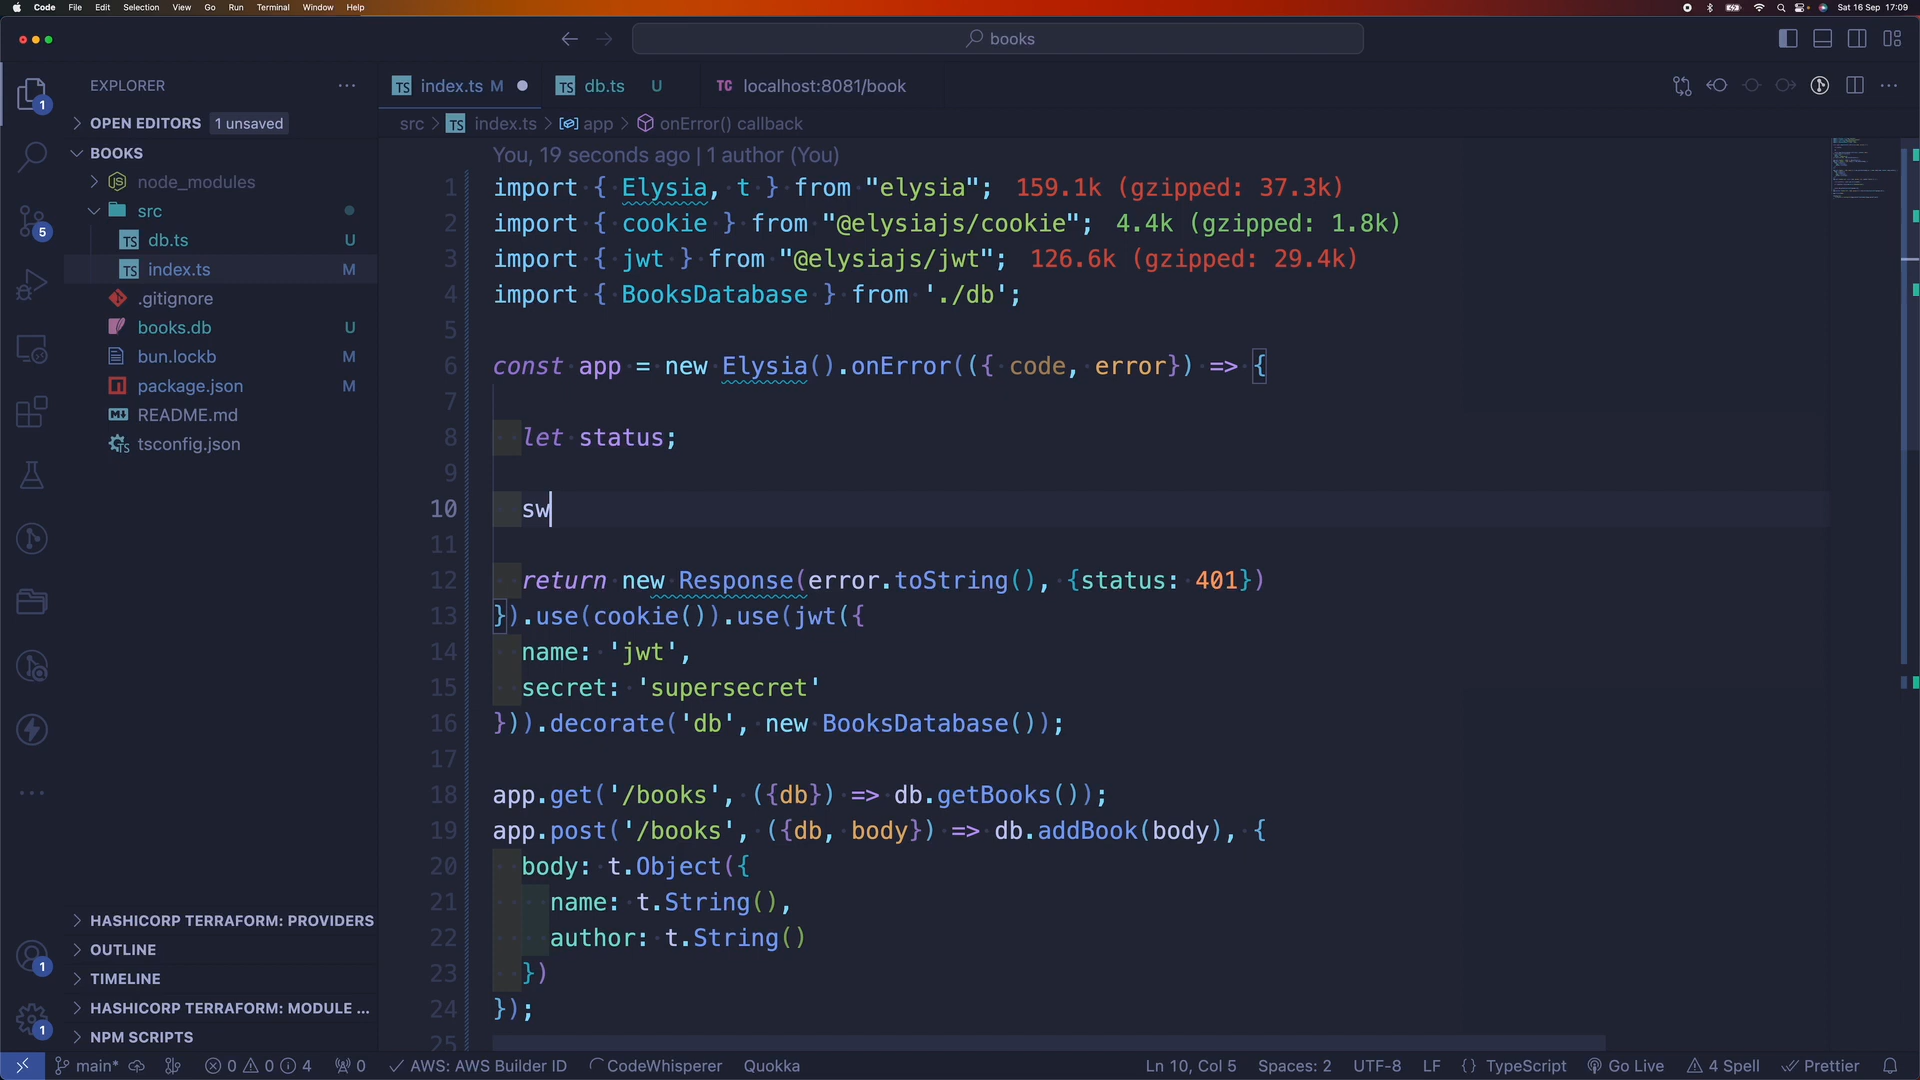 Code File Edit Selection View Go Run Terminal Window Help Sat 16 Sep 17:09
books
EXPLORER
OPEN EDITORS 1 unsaved
BOOKS
node_modules
src
db.ts U
index.ts M
.gitignore
books.db U
bun.lockb M
package.json M
README.md
tsconfig.json
HASHICORP TERRAFORM: PROVIDERS
OUTLINE
TIMELINE
HASHICORP TERRAFORM: MODULE ...
NPM SCRIPTS
1
5
1
1
TS index.ts M TS db.ts U TC localhost:8081/book
src > TS index.ts > app > onError() callback
You, 19 seconds ago | 1 author (You)
1 import { Elysia, t } from "elysia"; 159.1k (gzipped: 37.3k)
2 import { cookie } from "@elysiajs/cookie"; 4.4k (gzipped: 1.8k)
3 import { jwt } from "@elysiajs/jwt"; 126.6k (gzipped: 29.4k)
4 import { BooksDatabase } from './db';
5
6 const app = new Elysia().onError(({ code, error}) => {
7
8 let status;
9
10 sw
11
12 return new Response(error.toString(), {status: 401})
13 }).use(cookie()).use(jwt({
14 name: 'jwt',
15 secret: 'supersecret'
16 })).decorate('db', new BooksDatabase());
17
18 app.get('/books', ({db}) => db.getBooks());
19 app.post('/books', ({db, body}) => db.addBook(body), {
20 body: t.Object({
21 name: t.String(),
22 author: t.String()
23 })
24 });
25
main* 0 0 4 0 AWS: AWS Builder ID CodeWhisperer Quokka Ln 10, Col 5 Spaces: 2 UTF-8 LF {} TypeScript Go Live 4 Spell Prettier